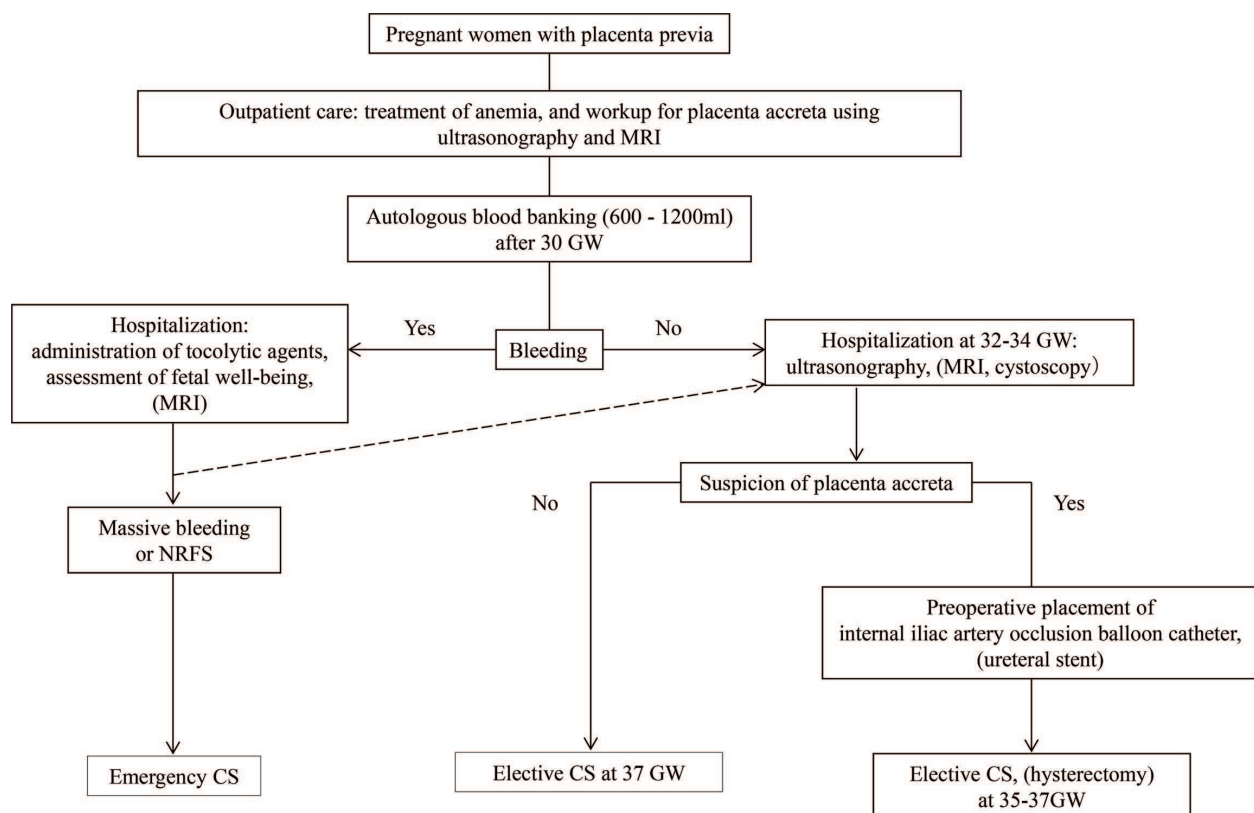 Pregnant women with placenta previa
Outpatient care: treatment of anemia, and workup for placenta accreta using
ultrasonography and MRI
Autologous blood banking (600 - 1200ml)
after 30 GW
Hospitalization:
administration of tocolytic agents,
assessment of fetal well-being,
(MRI)
Yes
Bleeding
No
Hospitalization at 32-34 GW:
ultrasonography, (MRI, cystoscopy）
Suspicion of placenta accreta
No
Yes
Massive bleeding
or NRFS
Preoperative placement of
internal iliac artery occlusion balloon catheter,
(ureteral stent)
Emergency CS
Elective CS at 37 GW
Elective CS, (hysterectomy)
at 35-37GW